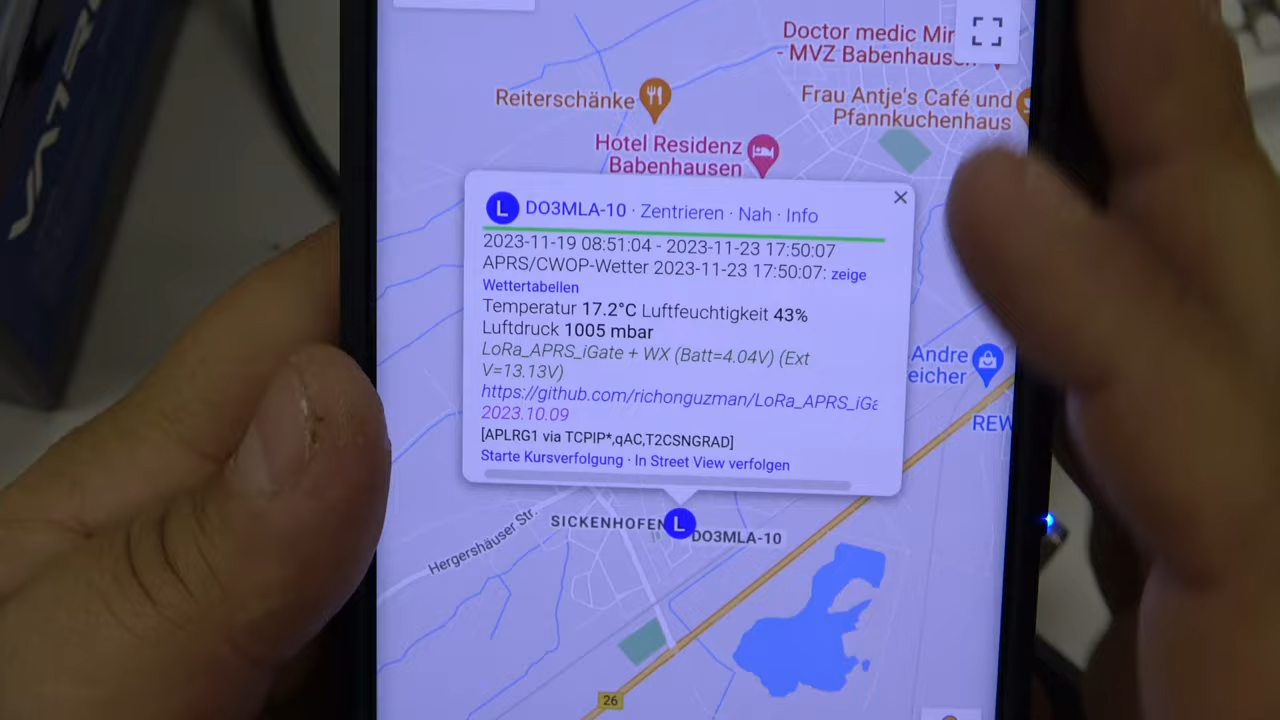 Doctor medic Mir
- MVZ Babenhaus
Reiterschänke
Frau Antje's Café und
Pfannkuchenhaus
Hotel Residenz
Babenhausen
L DO3MLA-10 · Zentrieren · Nah · Info
2023-11-19 08:51:04 - 2023-11-23 17:50:07
APRS/CWOP-Wetter 2023-11-23 17:50:07: zeige
Wettertabellen
Temperatur 17.2°C Luftfeuchtigkeit 43%
Luftdruck 1005 mbar
LoRa_APRS_iGate + WX (Batt=4.04V) (Ext
V=13.13V)
https://github.com/richonguzman/LoRa_APRS_iGa
2023.10.09
[APLRG1 via TCPIP*,qAC,T2CSNGRAD]
Starte Kursverfolgung · In Street View verfolgen
Andre
eicher
REW
SICKENHOFEN
L
DO3MLA-10
Hergershäuser Str.
26